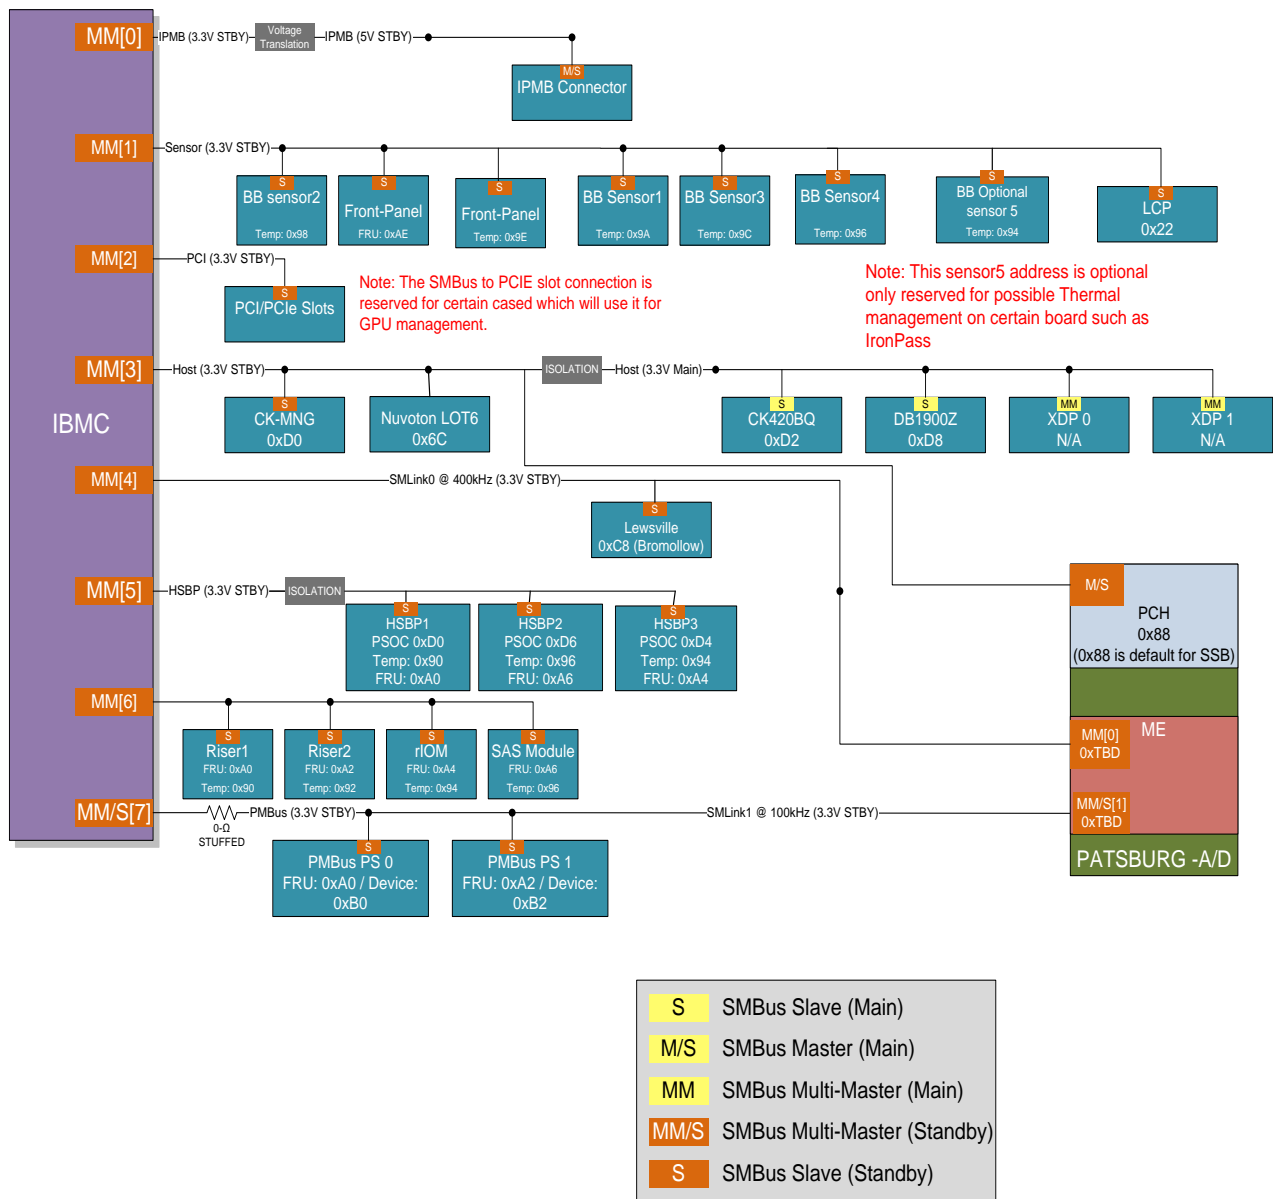 MM[0]
IPMB (3.3V STBY)
Voltage
Translation
IPMB (5V STBY)
M/S
IPMB Connector
MM[1]
Sensor (3.3V STBY)
S
BB sensor2
Temp: 0x98
S
Front-Panel
FRU: 0xAE
S
Front-Panel
Temp: 0x9E
S
BB Sensor1
Temp: 0x9A
S
BB Sensor3
Temp: 0x9C
S
BB Sensor4
Temp: 0x96
S
BB Optional
sensor 5
Temp: 0x94
S
LCP
0x22
MM[2]
PCI (3.3V STBY)
S
PCI/PCIe Slots
Note: The SMBus to PCIE slot connection is
reserved for certain cased which will use it for
GPU management.
Note: This sensor5 address is optional
only reserved for possible Thermal
management on certain board such as
IronPass
MM[3]
Host (3.3V STBY)
ISOLATION
Host (3.3V Main)
IBMC
S
CK-MNG
0xD0
Nuvoton LOT6
0x6C
S
CK420BQ
0xD2
S
DB1900Z
0xD8
MM
XDP 0
N/A
MM
XDP 1
N/A
MM[4]
SMLink0 @ 400kHz (3.3V STBY)
S
Lewsville
0xC8 (Bromollow)
MM[5]
HSBP (3.3V STBY)
ISOLATION
S
HSBP1
PSOC 0xD0
Temp: 0x90
FRU: 0xA0
S
HSBP2
PSOC 0xD6
Temp: 0x96
FRU: 0xA6
S
HSBP3
PSOC 0xD4
Temp: 0x94
FRU: 0xA4
M/S
PCH
0x88
(0x88 is default for SSB)
MM[6]
S
Riser1
FRU: 0xA0
Temp: 0x90
S
Riser2
FRU: 0xA2
Temp: 0x92
S
rIOM
FRU: 0xA4
Temp: 0x94
S
SAS Module
FRU: 0xA6
Temp: 0x96
ME
MM[0]
0xTBD
MM/S[7]
0-Ω
STUFFED
PMBus (3.3V STBY)
SMLink1 @ 100kHz (3.3V STBY)
MM/S[1]
0xTBD
S
PMBus PS 0
FRU: 0xA0 / Device:
0xB0
S
PMBus PS 1
FRU: 0xA2 / Device:
0xB2
PATSBURG -A/D
S SMBus Slave (Main)
M/S SMBus Master (Main)
MM SMBus Multi-Master (Main)
MM/S SMBus Multi-Master (Standby)
S SMBus Slave (Standby)